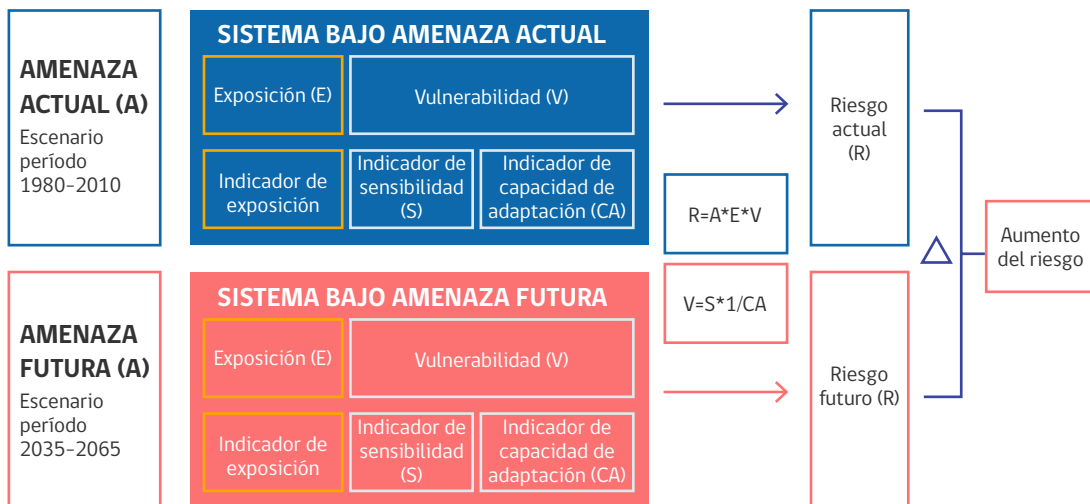 AMENAZA
ACTUAL (A)
Escenario
período
1980-2010
SISTEMA BAJO AMENAZA ACTUAL
Exposición (E)
Vulnerabilidad (V)
Indicador de
exposición
Indicador de
sensibilidad
(S)
Indicador de
capacidad de
adaptación (CA)
R=A*E*V
Riesgo
actual
(R)
AMENAZA
FUTURA (A)
Escenario
período
2035-2065
SISTEMA BAJO AMENAZA FUTURA
Exposición (E)
Vulnerabilidad (V)
Indicador de
exposición
Indicador de
sensibilidad
(S)
Indicador de
capacidad de
adaptación (CA)
V=S*1/CA
Riesgo
futuro (R)
△
Aumento
del riesgo